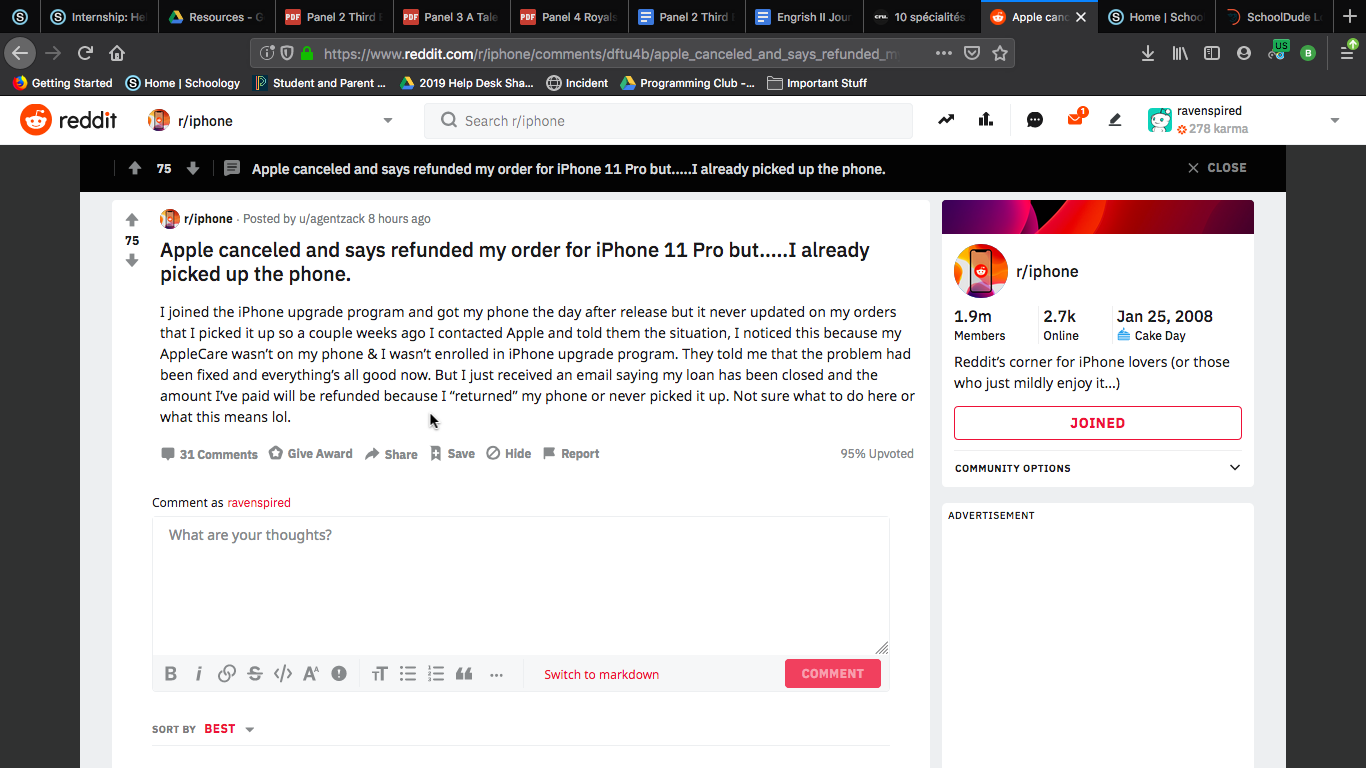 Internship: He
Resources - G
PDF Panel 2 Third
PDF Panel 3 A Tale
PDF Panel 4 Royals
Panel 2 Third
Engrish II Jour
cru. 10 spécialités
Apple canc
Home | Schoo
SchoolDude L
https://www.reddit.com/r/iphone/comments/dftu4b/apple_canceled_and_says_refunded_m
US
B
Getting Started
Home | Schoology
Student and Parent ...
2019 Help Desk Sha...
Incident
Programming Club -...
Important Stuff
reddit
r/iphone
Search r/iphone
1
ravenspired
278 karma
75
Apple canceled and says refunded my order for iPhone 11 Pro but.....I already picked up the phone.
CLOSE
r/iphone · Posted by u/agentzack 8 hours ago
75
Apple canceled and says refunded my order for iPhone 11 Pro but.....I already
picked up the phone.
I joined the iPhone upgrade program and got my phone the day after release but it never updated on my orders
that I picked it up so a couple weeks ago I contacted Apple and told them the situation, I noticed this because my
AppleCare wasn’t on my phone & I wasn’t enrolled in iPhone upgrade program. They told me that the problem had
been fixed and everything’s all good now. But I just received an email saying my loan has been closed and the
amount I’ve paid will be refunded because I “returned” my phone or never picked it up. Not sure what to do here or
what this means lol.
31 Comments Give Award Share Save Hide Report 95% Upvoted
Comment as ravenspired
What are your thoughts?
Switch to markdown
COMMENT
SORT BY BEST
r/iphone
1.9m 2.7k Jan 25, 2008
Members Online Cake Day
Reddit’s corner for iPhone lovers (or those
who just mildly enjoy it...)
JOINED
COMMUNITY OPTIONS
ADVERTISEMENT